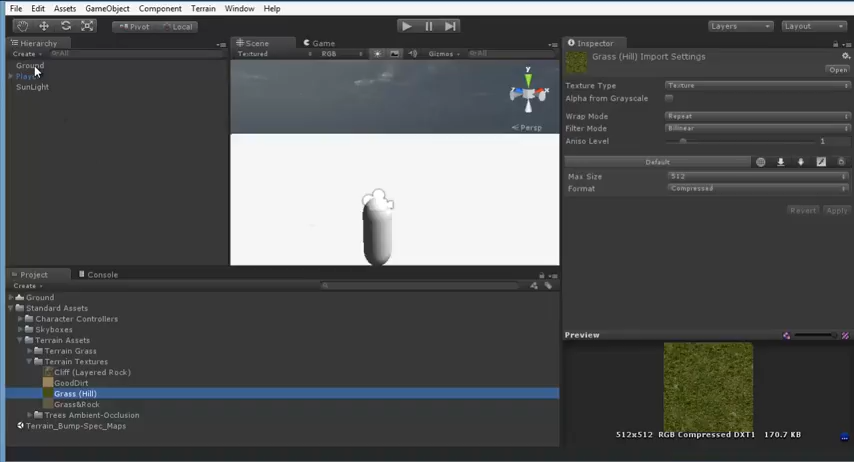 File Edit Assets GameObject Component Terrain Window Help
Pivot Local Layers Layout
Hierarchy
Create All
Ground
SunLight
Scene Game
Textured RGB Gizmos All
y
x
Persp
Inspector
Grass (Hill) Import Settings
Open
Texture Type Texture
Alpha from Grayscale
Wrap Mode Repeat
Filter Mode Bilinear
Aniso Level 1
Default
Max Size 512
Format Compressed
Revert Apply
Project Console
Create
Ground
Standard Assets
Character Controllers
Skyboxes
Terrain Assets
Terrain Grass
Terrain Textures
Cliff (Layered Rock)
GoodDirt
Grass (Hill)
Grass&Rock
Trees Ambient-Occlusion
Terrain_Bump-Spec_Maps
Preview
512x512 RGB Compressed DXT1 170.7 KB